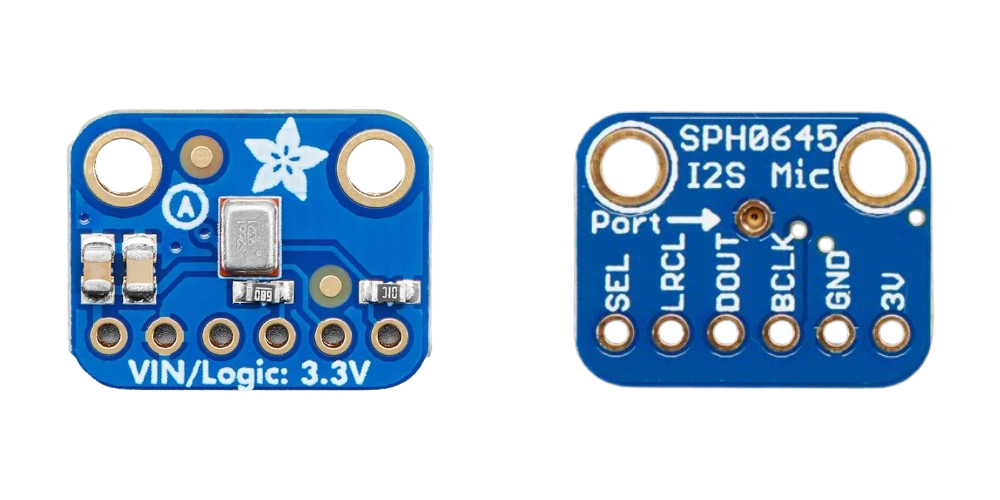 A
VIN/Logic: 3.3V
SPH0645
I2S Mic
Port
SEL
LRCL
DOUT
BCLK
GND
3V